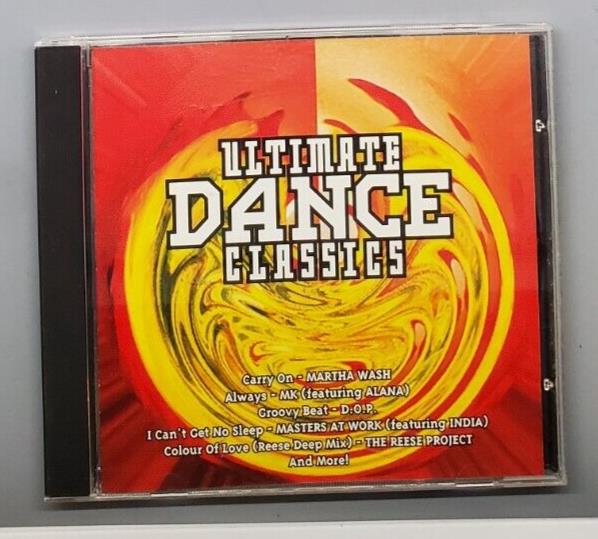 ULTIMATE
DANCE
CLASSICS
Carry On - MARTHA WASH
Always - MK (featuring ALANA)
Groovy Beat - D.O.P.
I Can't Get No Sleep - MASTERS AT WORK (featuring INDIA)
Colour Of Love (Reese Deep Mix) - THE REESE PROJECT
And More!